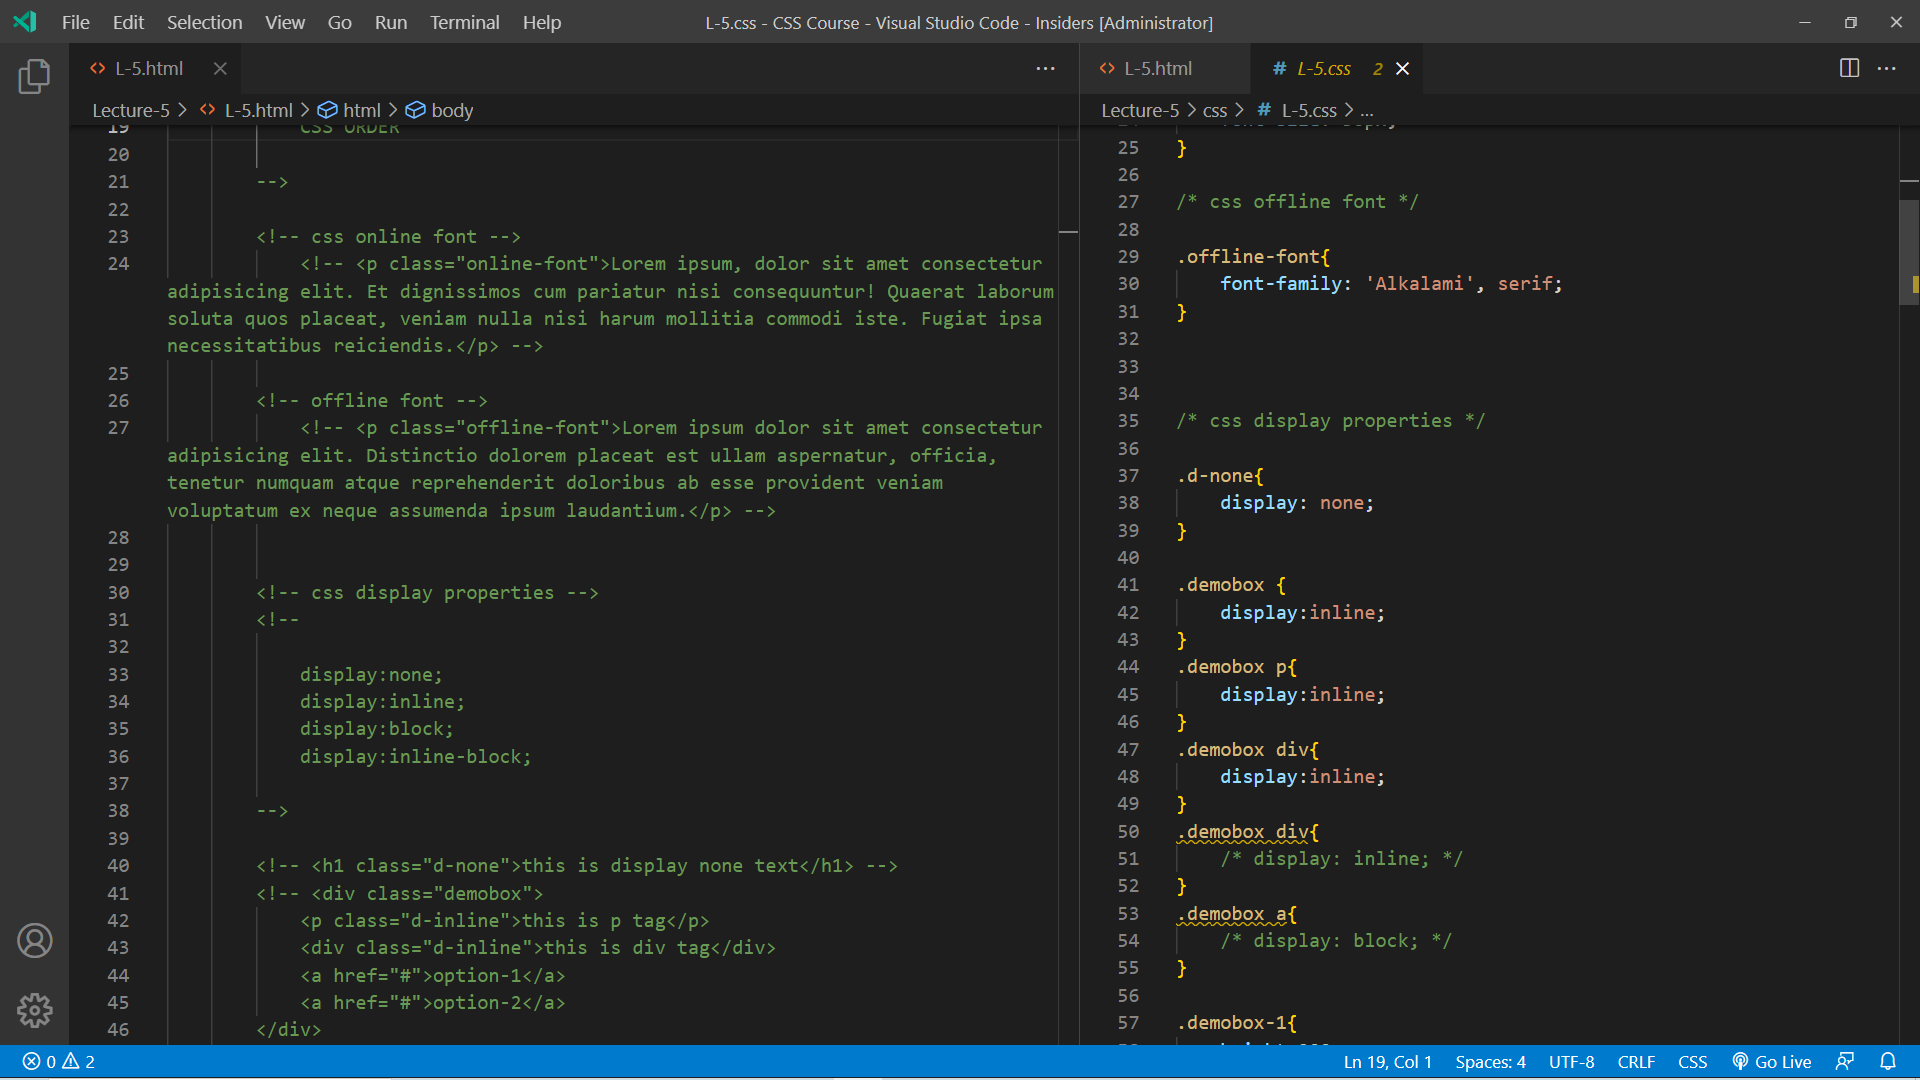 File Edit Selection View Go Run Terminal Help
L-5.css - CSS Course - Visual Studio Code - Insiders [Administrator]
L-5.html
Lecture-5 > L-5.html > html > body
19 CSS ORDER
20
21 -->
22
23 <!-- css online font -->
24 <!-- <p class="online-font">Lorem ipsum, dolor sit amet consectetur
adipisicing elit. Et dignissimos cum pariatur nisi consequuntur! Quaerat laborum
soluta quos placeat, veniam nulla nisi harum mollitia commodi iste. Fugiat ipsa
necessitatibus reiciendis.</p> -->
25
26 <!-- offline font -->
27 <!-- <p class="offline-font">Lorem ipsum dolor sit amet consectetur
adipisicing elit. Distinctio dolorem placeat est ullam aspernatur, officia,
tenetur numquam atque reprehenderit doloribus ab esse provident veniam
voluptatum ex neque assumenda ipsum laudantium.</p> -->
28
29
30 <!-- css display properties -->
31 <!--
32
33 display:none;
34 display:inline;
35 display:block;
36 display:inline-block;
37
38 -->
39
40 <!-- <h1 class="d-none">this is display none text</h1> -->
41 <!-- <div class="demobox">
42 <p class="d-inline">this is p tag</p>
43 <div class="d-inline">this is div tag</div>
44 <a href="#">option-1</a>
45 <a href="#">option-2</a>
46 </div>
L-5.html
# L-5.css 2
Lecture-5 > css > # L-5.css > ...
25 }
26
27 /* css offline font */
28
29 .offline-font{
30 font-family: 'Alkalami', serif;
31 }
32
33
34
35 /* css display properties */
36
37 .d-none{
38 display: none;
39 }
40
41 .demobox {
42 display:inline;
43 }
44 .demobox p{
45 display:inline;
46 }
47 .demobox div{
48 display:inline;
49 }
50 .demobox div{
51 /* display: inline; */
52 }
53 .demobox a{
54 /* display: block; */
55 }
56
57 .demobox-1{
0 2
Ln 19, Col 1 Spaces: 4 UTF-8 CRLF CSS Go Live